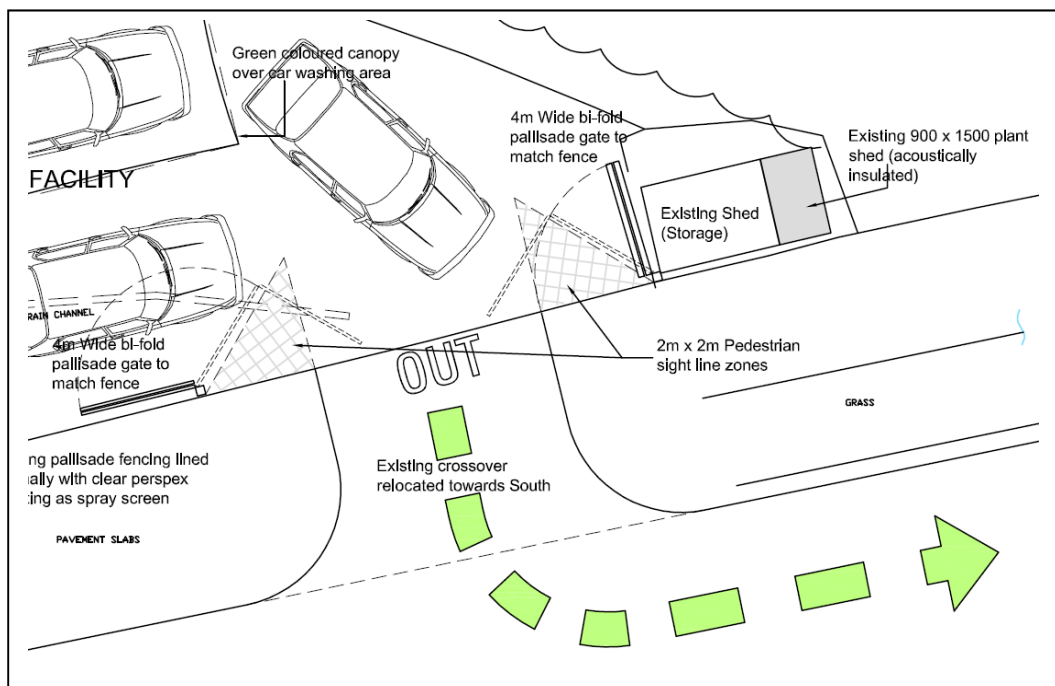 Green coloured canopy
over car washing area
4m Wide bi-fold
pallisade gate to
match fence
Existing 900 x 1500 plant
shed (acoustically
insulated)
FACILITY
Existing Shed
(Storage)
RAIN CHANNEL
4m Wide bi-fold
pallisade gate to
match fence
OUT
2m x 2m Pedestrian
sight line zones
GRASS
ng pallisade fencing lined
ally with clear perspex
ting as spray screen
Existing crossover
relocated towards South
PAVEMENT SLABS